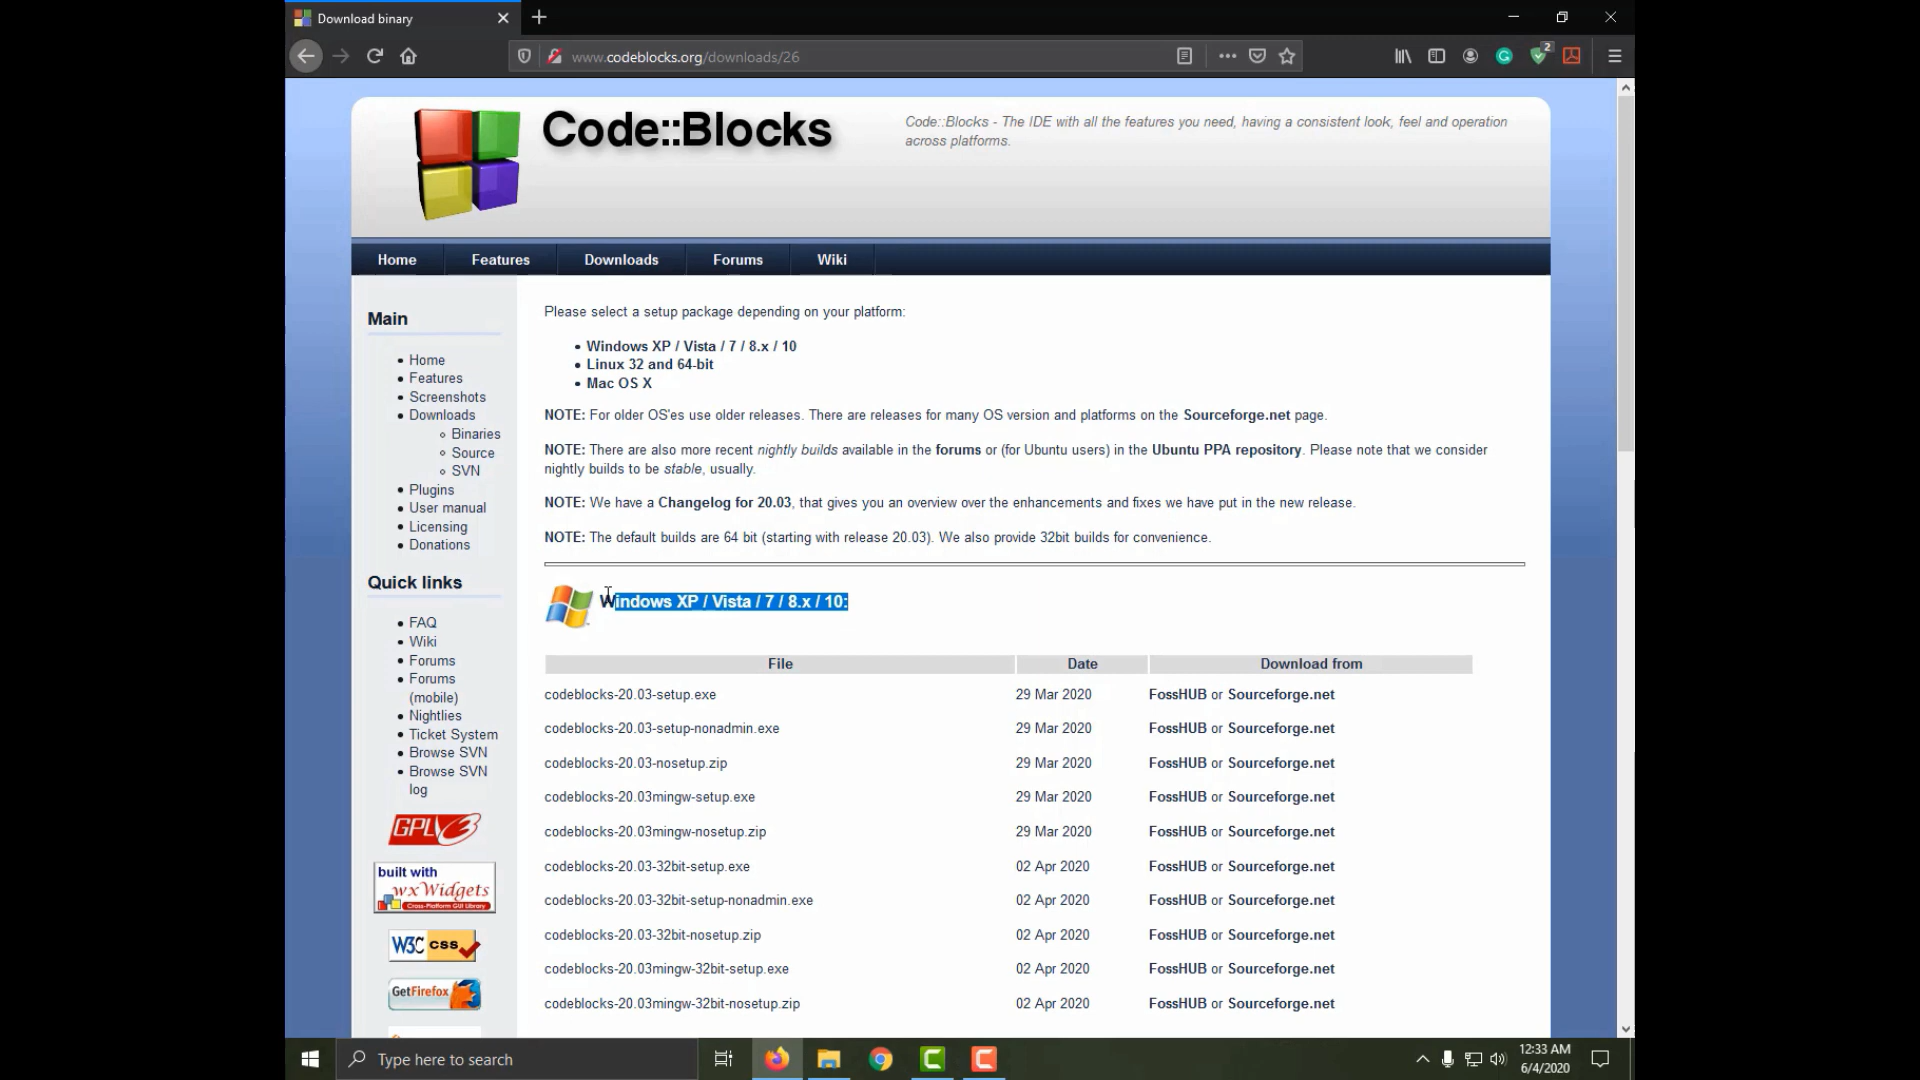 Download binary
www.codeblocks.org/downloads/26
2
Code::Blocks
Code::Blocks - The IDE with all the features you need, having a consistent look, feel and operation
across platforms.
Home Features Downloads Forums Wiki
Main
Home
Features
Screenshots
Downloads
Binaries
Source
SVN
Plugins
User manual
Licensing
Donations
Quick links
FAQ
Wiki
Forums
Forums
(mobile)
Nightlies
Ticket System
Browse SVN
Browse SVN
log
GPLv3
built with
wxWidgets
Cross-Platform GUI Library
W3C css
GetFirefox
Please select a setup package depending on your platform:
Windows XP / Vista / 7 / 8.x / 10
Linux 32 and 64-bit
Mac OS X
NOTE: For older OS'es use older releases. There are releases for many OS version and platforms on the Sourceforge.net page.
NOTE: There are also more recent nightly builds available in the forums or (for Ubuntu users) in the Ubuntu PPA repository. Please note that we consider
nightly builds to be stable, usually.
NOTE: We have a Changelog for 20.03, that gives you an overview over the enhancements and fixes we have put in the new release.
NOTE: The default builds are 64 bit (starting with release 20.03). We also provide 32bit builds for convenience.
Windows XP / Vista / 7 / 8.x / 10:
File Date Download from
codeblocks-20.03-setup.exe 29 Mar 2020 FossHUB or Sourceforge.net
codeblocks-20.03-setup-nonadmin.exe 29 Mar 2020 FossHUB or Sourceforge.net
codeblocks-20.03-nosetup.zip 29 Mar 2020 FossHUB or Sourceforge.net
codeblocks-20.03mingw-setup.exe 29 Mar 2020 FossHUB or Sourceforge.net
codeblocks-20.03mingw-nosetup.zip 29 Mar 2020 FossHUB or Sourceforge.net
codeblocks-20.03-32bit-setup.exe 02 Apr 2020 FossHUB or Sourceforge.net
codeblocks-20.03-32bit-setup-nonadmin.exe 02 Apr 2020 FossHUB or Sourceforge.net
codeblocks-20.03-32bit-nosetup.zip 02 Apr 2020 FossHUB or Sourceforge.net
codeblocks-20.03mingw-32bit-setup.exe 02 Apr 2020 FossHUB or Sourceforge.net
codeblocks-20.03mingw-32bit-nosetup.zip 02 Apr 2020 FossHUB or Sourceforge.net
Type here to search
12:33 AM
6/4/2020